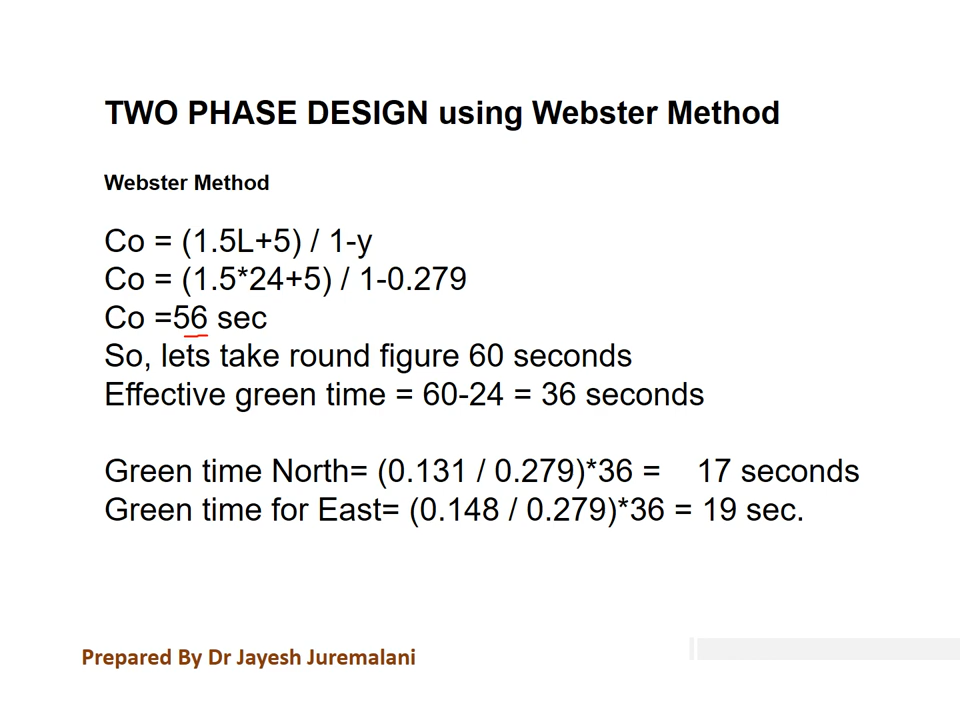 TWO PHASE DESIGN using Webster Method
Webster Method
Co = (1.5L+5) / 1-y
Co = (1.5*24+5) / 1-0.279
Co =56 sec
So, lets take round figure 60 seconds
Effective green time = 60-24 = 36 seconds
Green time North= (0.131 / 0.279)*36 = 17 seconds
Green time for East= (0.148 / 0.279)*36 = 19 sec.
Prepared By Dr Jayesh Juremalani